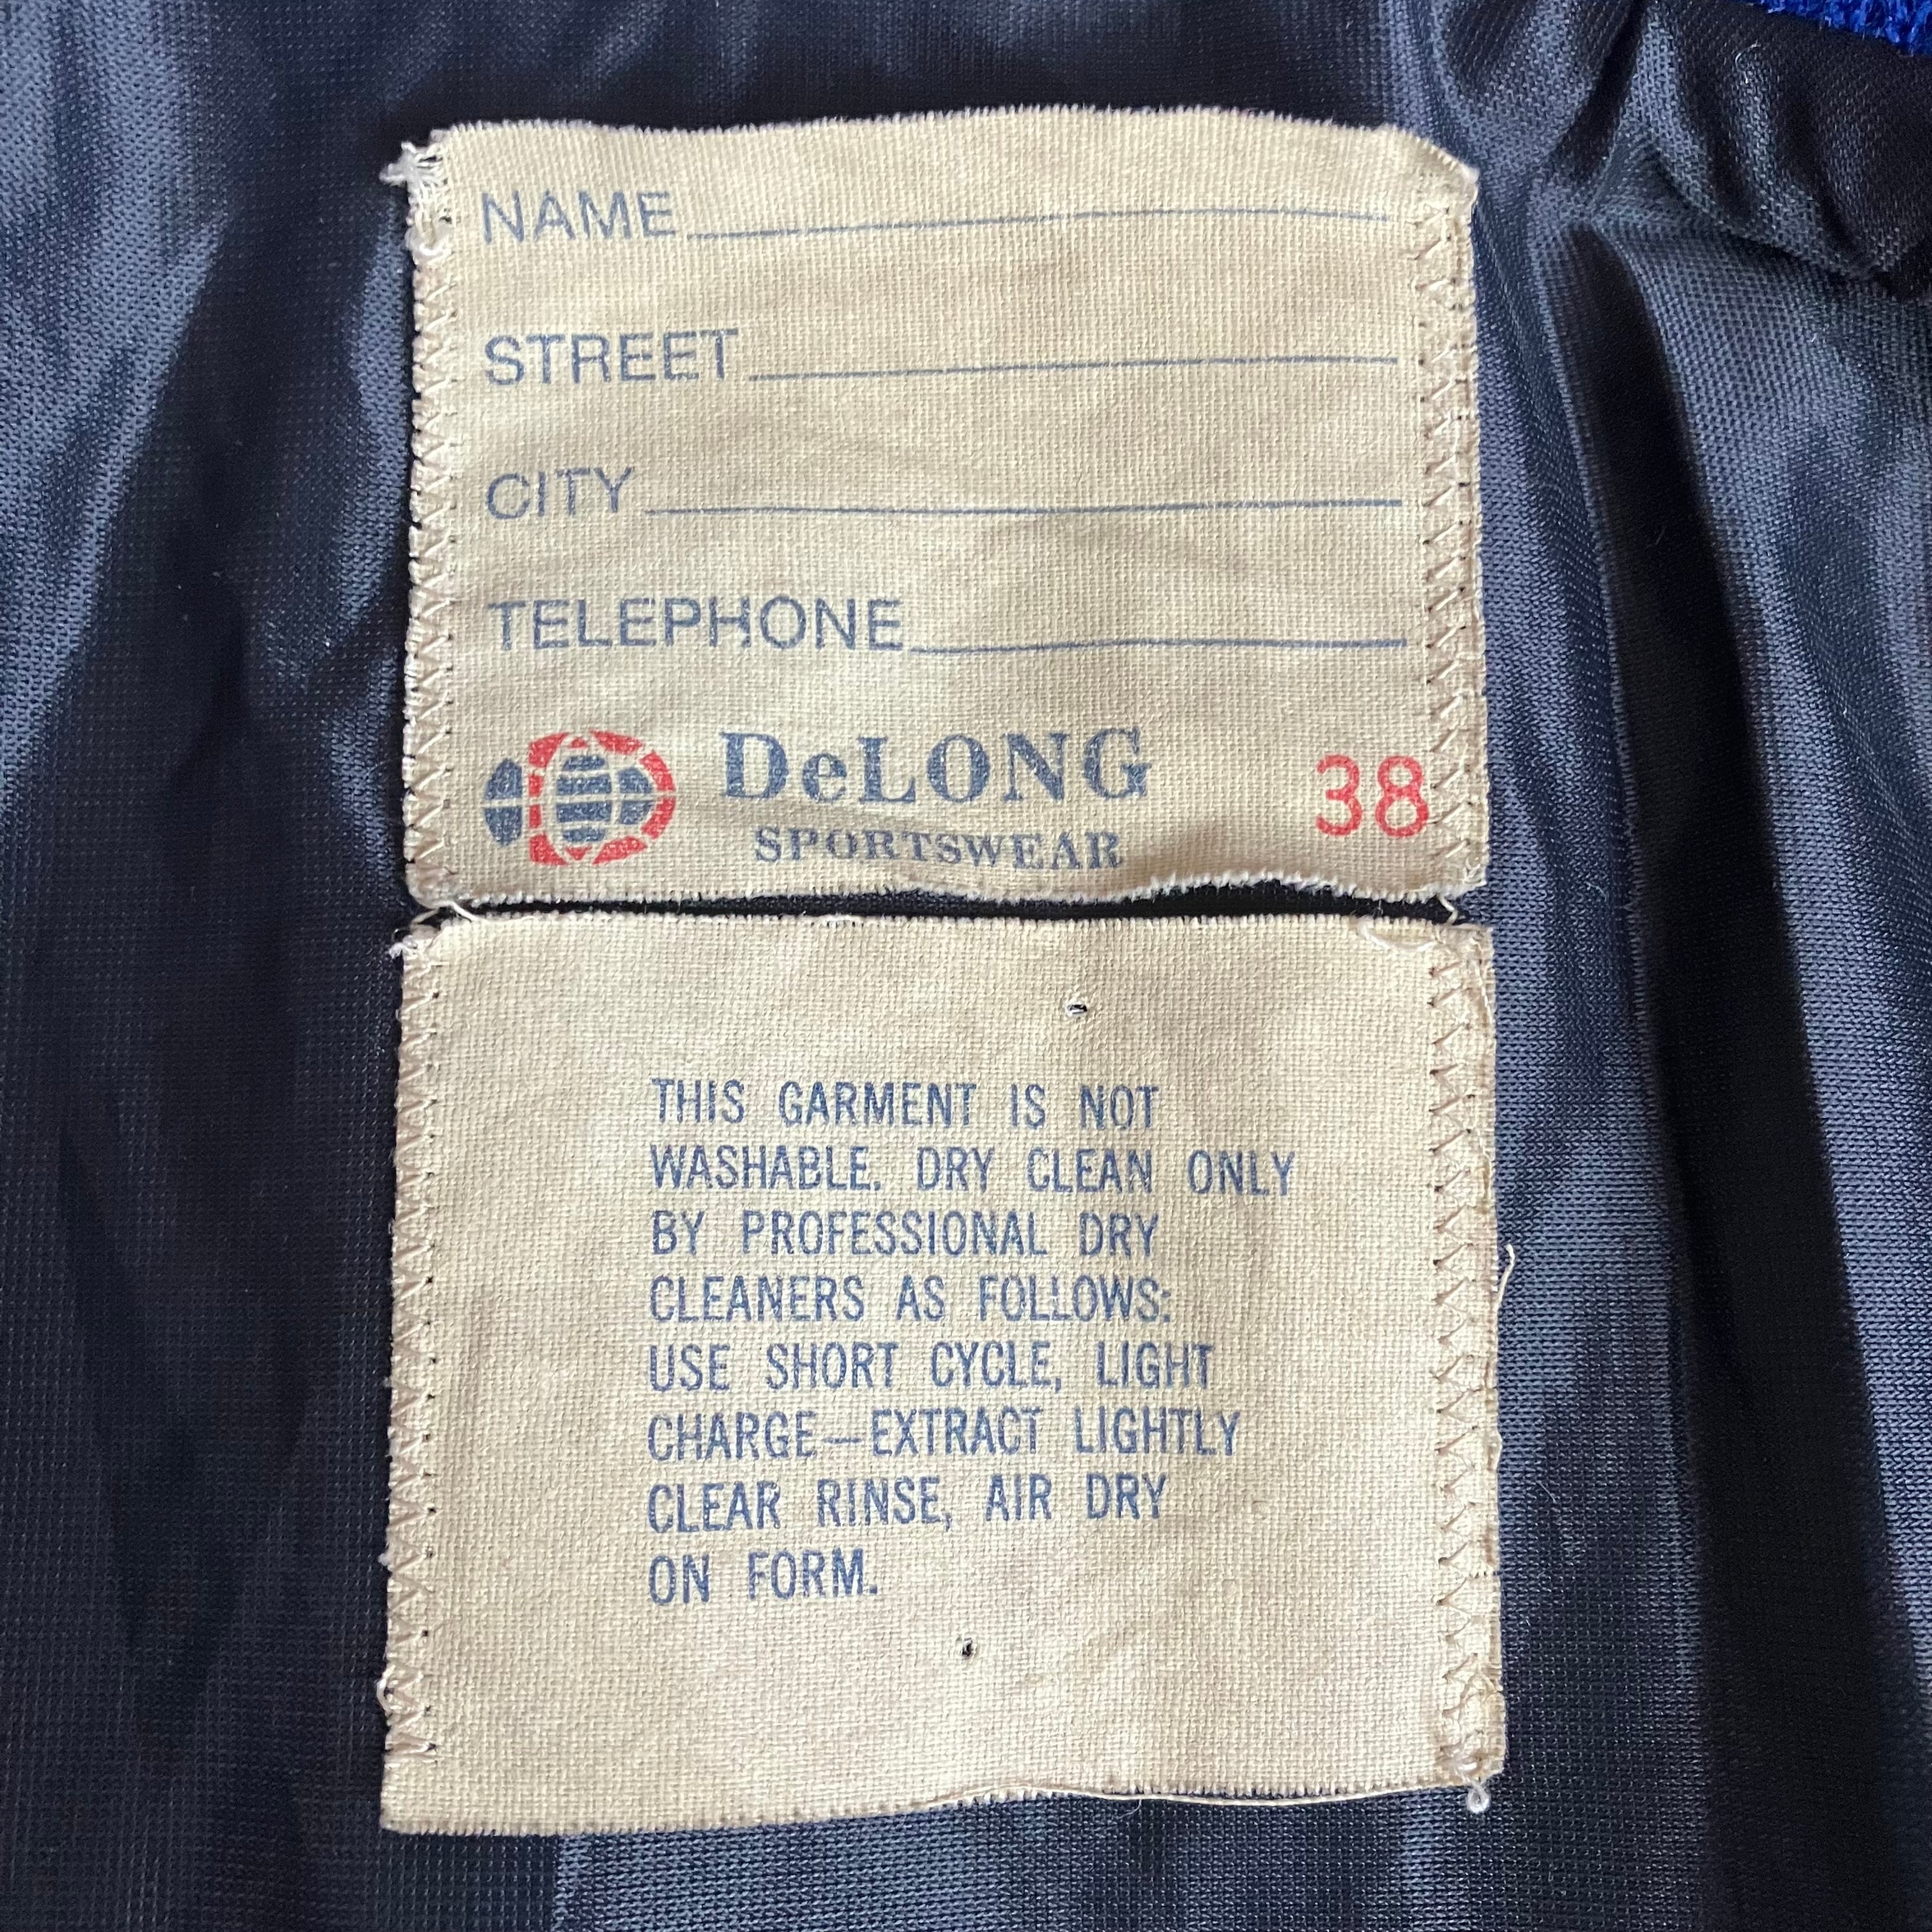 NAME
STREET
CITY
TELEPHONE
DeLONG 38
SPORTSWEAR
THIS GARMENT IS NOT
WASHABLE. DRY CLEAN ONLY
BY PROFESSIONAL DRY
CLEANERS AS FOLLOWS:
USE SHORT CYCLE, LIGHT
CHARGE—EXTRACT LIGHTLY
CLEAR RINSE, AIR DRY
ON FORM.